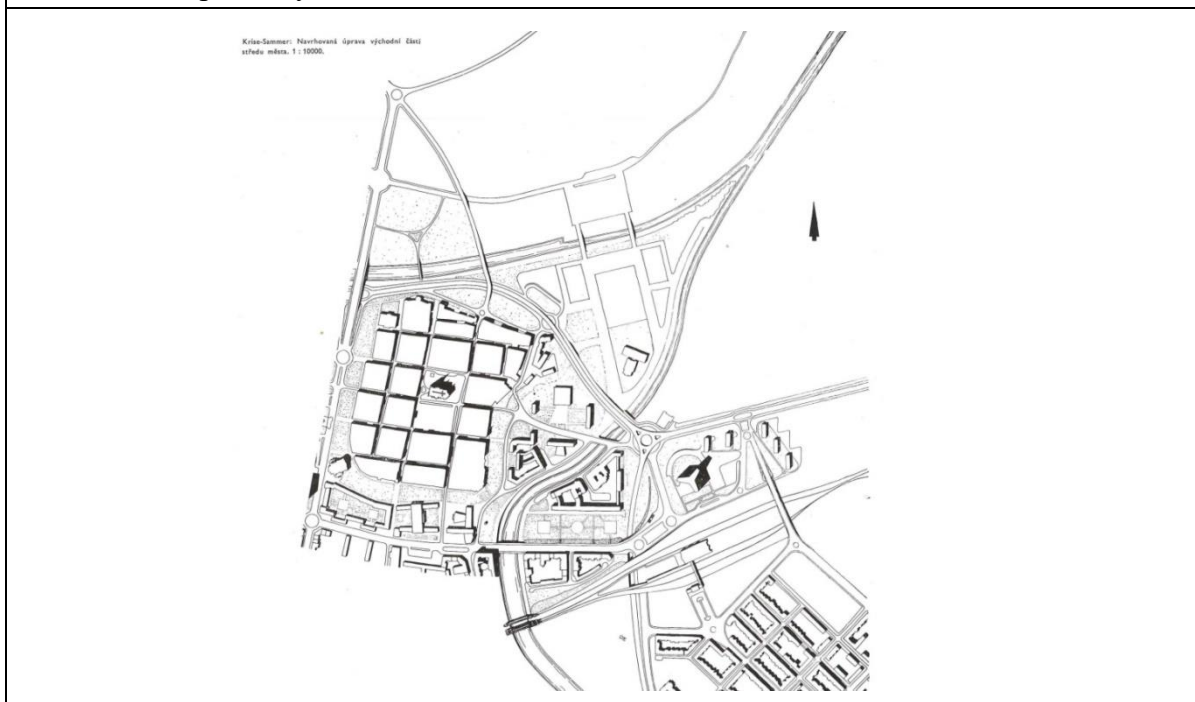 Krise-Sammer: Navrhovaná úprava východní části
středu města. 1 : 10000.